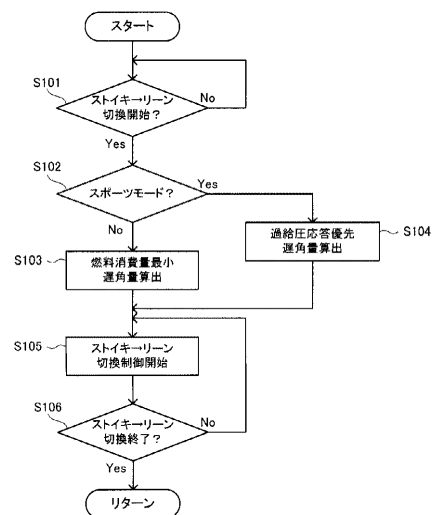 スタート
S101
ストイキ→リーン
切換開始？
No
Yes
S102
スポーツモード？
Yes
No
S103
燃料消費量最小
遅角量算出
過給圧応答優先
遅角量算出
S104
S105
ストイキ→リーン
切換制御開始
S106
ストイキ→リーン
切換終了？
No
Yes
リターン